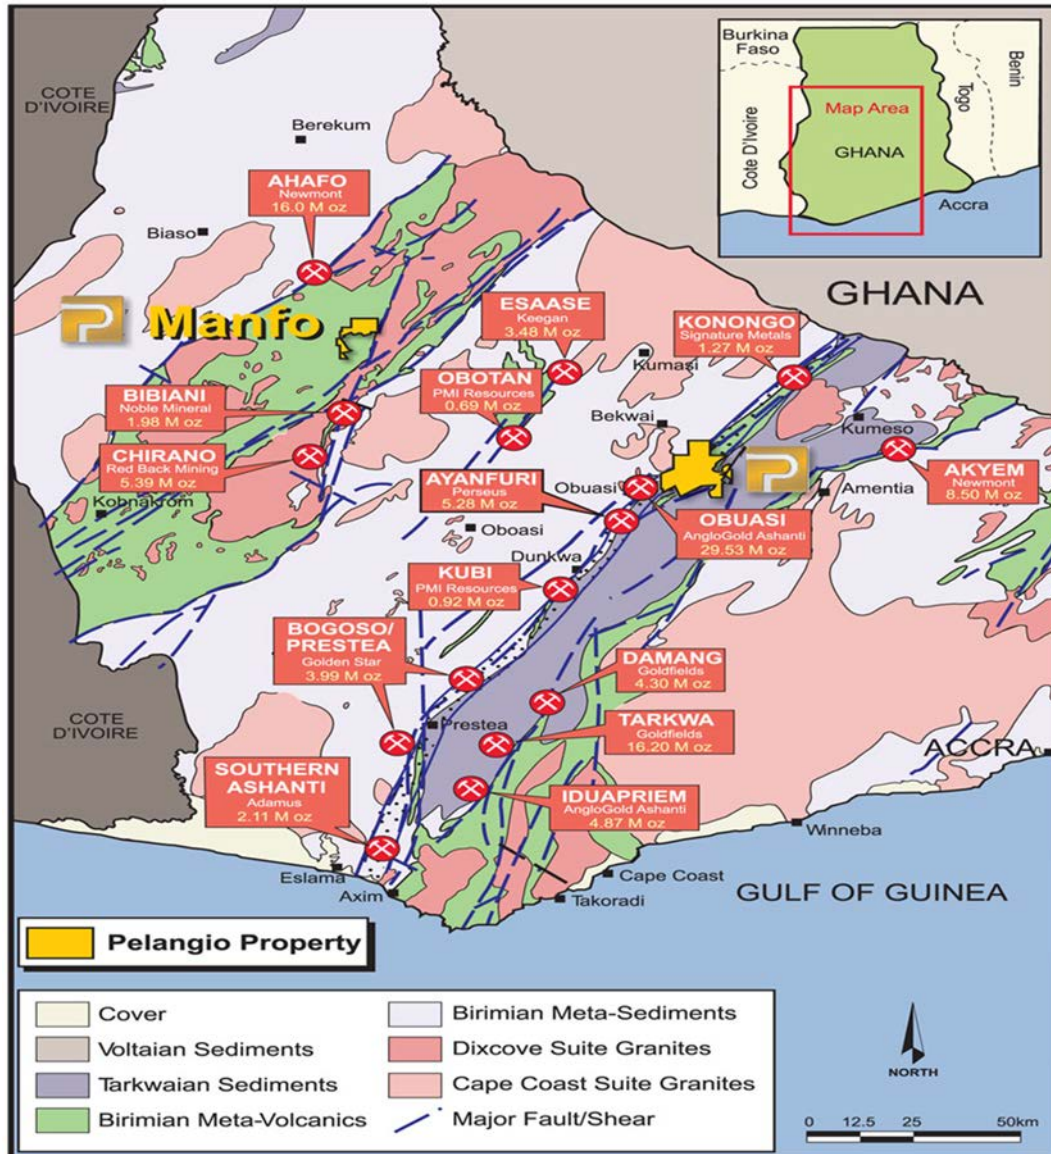 COTE
D'IVOIRE
Berekum
Burkina
Faso
Benin
Togo
Cote D'Ivoire
Map Area
GHANA
Accra
AHAFO
Newmont
16.0 M oz
Biaso
GHANA
P Manfo
ESAASE
Keegan
3.48 M oz
KONONGO
Signature Metals
1.27 M oz
Kumasi
OBOTAN
PMI Resources
0.69 M oz
BIBIANI
Noble Mineral
1.98 M oz
Bekwai
Kumeso
CHIRANO
Red Back Mining
5.39 M oz
AKYEM
Newmont
8.50 M oz
P
AYANFURI
Perseus
5.28 M oz
Obuasi
Amentia
Kobnakrom
Oboasi
OBUASI
AngloGold Ashanti
29.53 M oz
Dunkwa
KUBI
PMI Resources
0.92 M oz
BOGOSO/
PRESTEA
Golden Star
3.99 M oz
DAMANG
Goldfields
4.30 M oz
COTE
D'IVOIRE
Prestea
TARKWA
Goldfields
16.20 M oz
ACCRA
SOUTHERN
ASHANTI
Adamus
2.11 M oz
IDUAPRIEM
AngloGold Ashanti
4.87 M oz
Winneba
Eslama
Axim
Cape Coast
Takoradi
GULF OF GUINEA
Pelangio Property
Cover
Voltaian Sediments
Tarkwaian Sediments
Birimian Meta-Volcanics
Birimian Meta-Sediments
Dixcove Suite Granites
Cape Coast Suite Granites
Major Fault/Shear
NORTH
0 12.5 25 50km